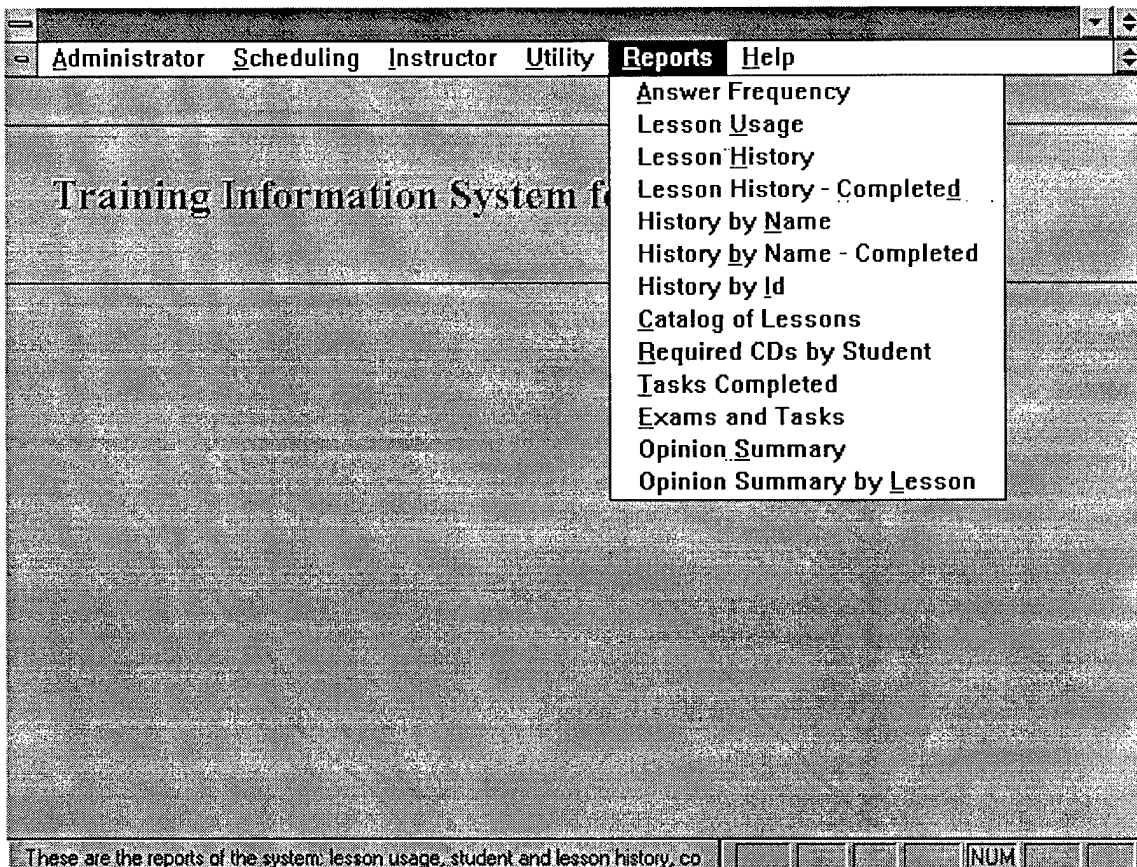 Administrator Scheduling Instructor Utility Reports Help
Answer Frequency
Lesson Usage
Lesson History
Lesson History - Completed
History by Name
History by Name - Completed
History by Id
Catalog of Lessons
Required CDs by Student
Tasks Completed
Exams and Tasks
Opinion Summary
Opinion Summary by Lesson
Training Information System fo
These are the reports of the system: lesson usage, student and lesson history, co
NUM